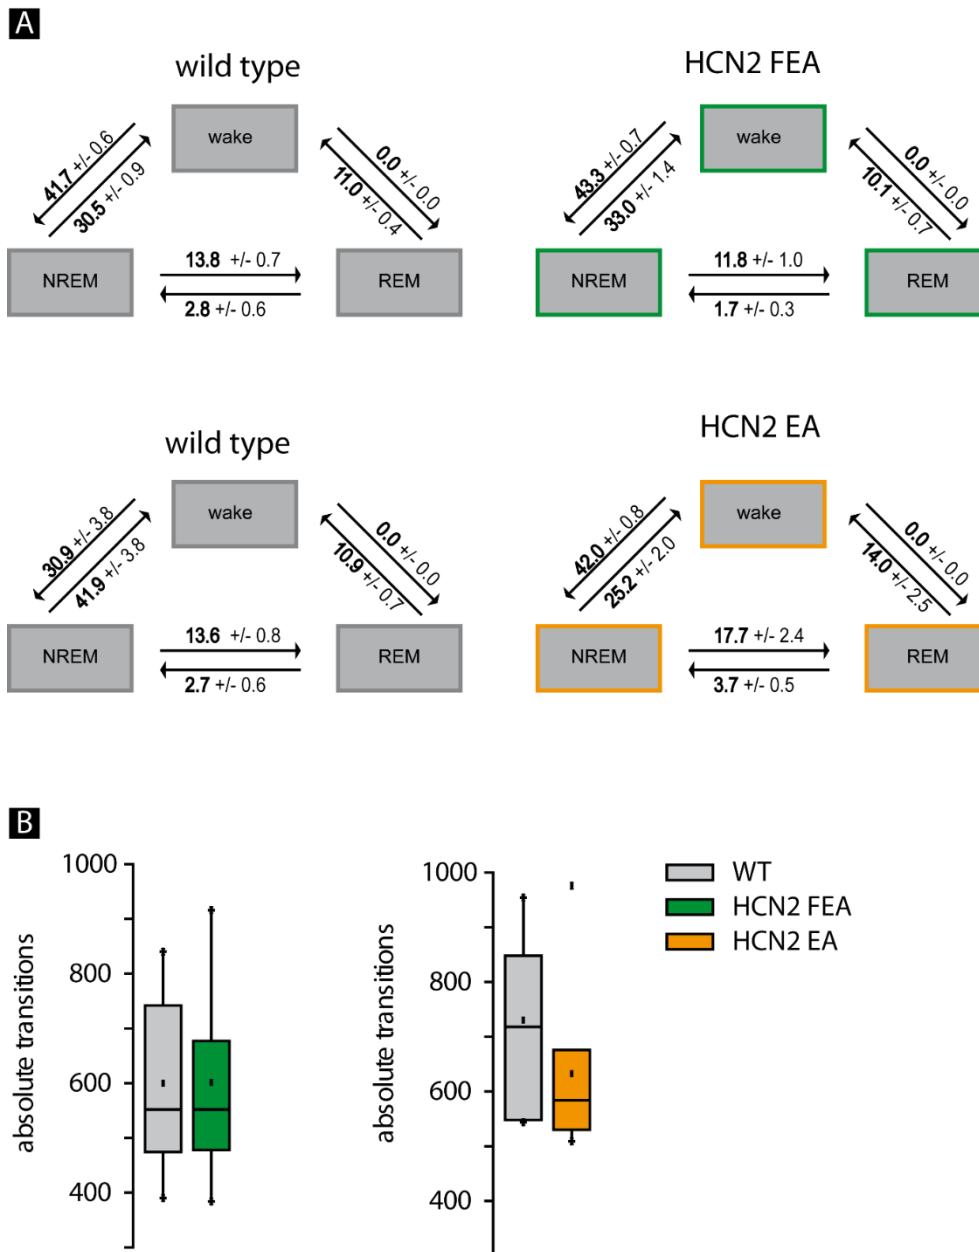 A
wild type
HCN2 FEA
wake
wake
41.7 +/- 0.6
30.5 +/- 0.9
0.0 +/- 0.0
11.0 +/- 0.4
43.3 +/- 0.7
33.0 +/- 1.4
0.0 +/- 0.0
10.1 +/- 0.7
NREM
13.8 +/- 0.7
2.8 +/- 0.6
REM
NREM
11.8 +/- 1.0
1.7 +/- 0.3
REM
wild type
HCN2 EA
wake
wake
30.9 +/- 3.8
41.9 +/- 3.8
0.0 +/- 0.0
10.9 +/- 0.7
42.0 +/- 0.8
25.2 +/- 2.0
0.0 +/- 0.0
14.0 +/- 2.5
NREM
13.6 +/- 0.8
2.7 +/- 0.6
REM
NREM
17.7 +/- 2.4
3.7 +/- 0.5
REM
B
absolute transitions
1000
800
600
400
absolute transitions
1000
800
600
400
WT
HCN2 FEA
HCN2 EA